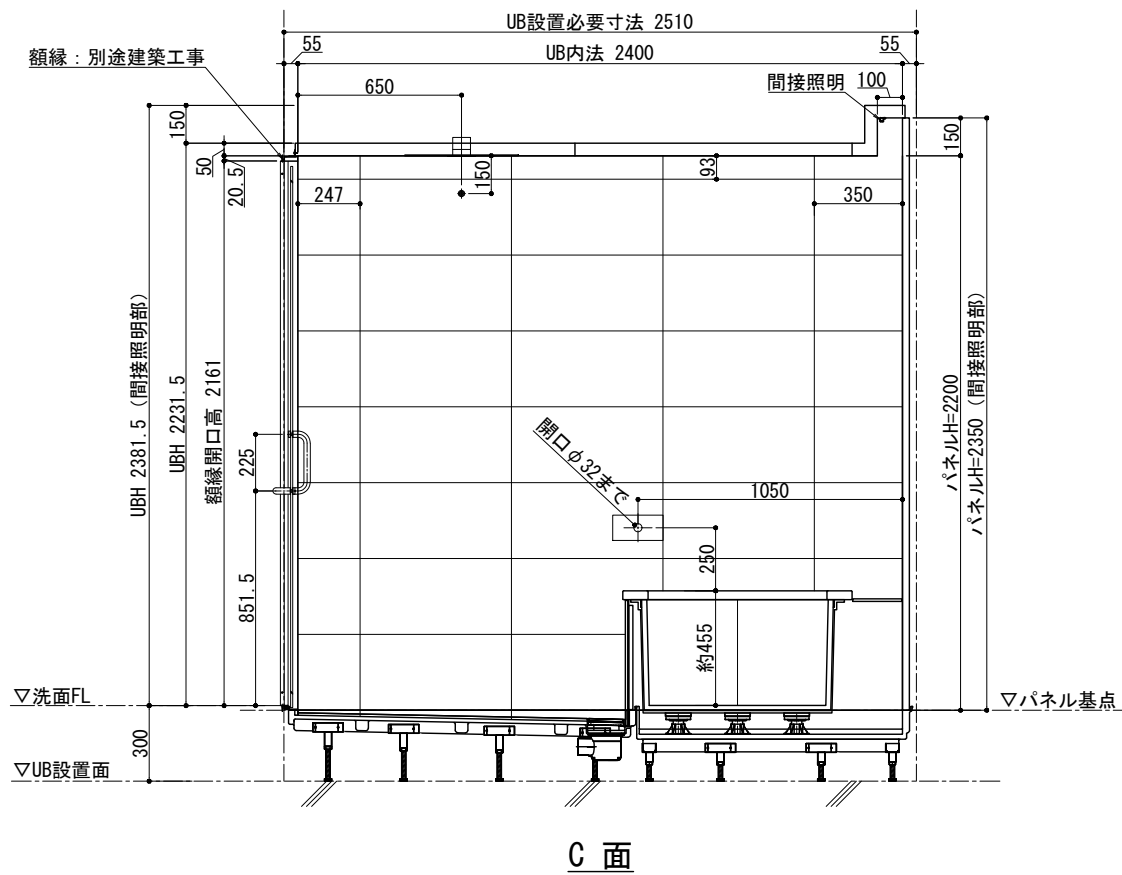 UB設置必要寸法 2510
55
UB内法 2400
55
額縁：別途建築工事
650
間接照明
100
150
50
20.5
150
93
150
247
350
UBH 2381.5 (間接照明部)
UBH 2231.5
額縁開口高 2161
225
851.5
開口φ32まで
1050
250
約455
パネルH=2200
パネルH=2350 (間接照明部)
▽洗面FL
▽パネル基点
300
▽UB設置面
C 面